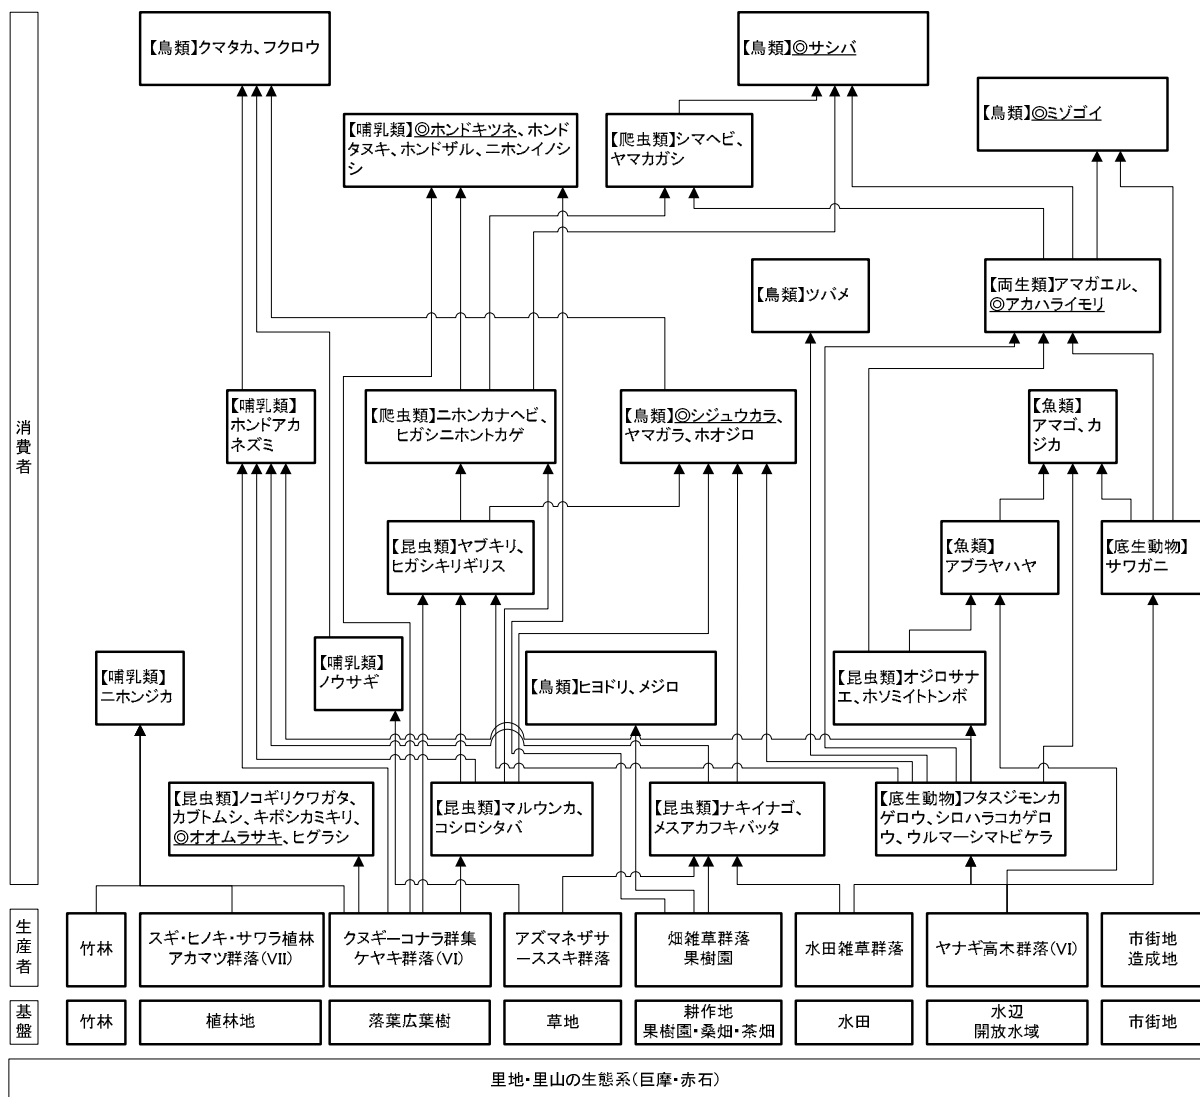 【鳥類】クマタカ、フクロウ
【鳥類】◎サシバ
【鳥類】◎ミゾゴイ
【哺乳類】◎ホンドキツネ、ホンド
タヌキ、ホンドザル、ニホンイノシ
シ
【爬虫類】シマヘビ、
ヤマカガシ
【鳥類】ツバメ
【両生類】アマガエル、
◎アカハライモリ
消費者
【哺乳類】
ホンドアカ
ネズミ
【爬虫類】ニホンカナヘビ、
ヒガシニホントカゲ
【鳥類】◎シジュウカラ、
ヤマガラ、ホオジロ
【魚類】
アマゴ、カ
ジカ
【昆虫類】ヤブキリ、
ヒガシキリギリス
【魚類】
アブラヤハヤ
【底生動物】
サワガニ
【哺乳類】
ニホンジカ
【哺乳類】
ノウサギ
【鳥類】ヒヨドリ、メジロ
【昆虫類】オジロサナ
エ、ホソミイトトンボ
【昆虫類】ノコギリクワガタ、
カブトムシ、キボシカミキリ、
◎オオムラサキ、ヒグラシ
【昆虫類】マルウンカ、
コシロシタバ
【昆虫類】ナキイナゴ、
メスアカフキバッタ
【底生動物】フタスジモンカ
ゲロウ、シロハラコカゲロ
ウ、ウルマーシマトビケラ
生産者
竹林
スギ・ヒノキ・サワラ植林
アカマツ群落(VII)
クヌギーコナラ群集
ケヤキ群落(VI)
アズマネザサ
ーススキ群落
畑雑草群落
果樹園
水田雑草群落
ヤナギ高木群落(VI)
市街地
造成地
基盤
竹林
植林地
落葉広葉樹
草地
耕作地
果樹園・桑畑・茶畑
水田
水辺
開放水域
市街地
里地・里山の生態系(巨摩・赤石)